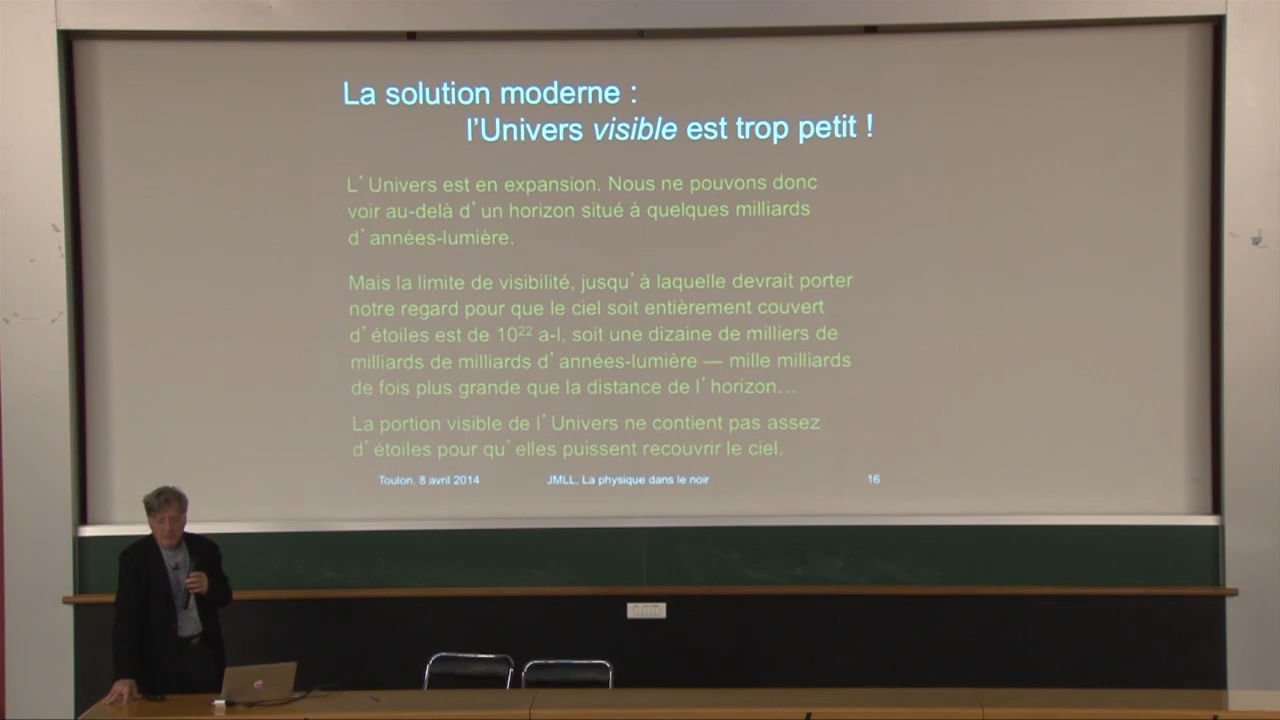 La solution moderne :
l'Univers visible est trop petit !
L'Univers est en expansion. Nous ne pouvons donc
voir au-delà d'un horizon situé à quelques milliards
d'années-lumière.
Mais la limite de visibilité, jusqu'à laquelle devrait porter
notre regard pour que le ciel soit entièrement couvert
d'étoiles est de 10²² a-l, soit une dizaine de milliers de
milliards de milliards d'années-lumière — mille milliards
de fois plus grande que la distance de l'horizon…
La portion visible de l'Univers ne contient pas assez
d'étoiles pour qu'elles puissent recouvrir le ciel.
Toulon, 8 avril 2014 JMLL, La physique dans le noir 16